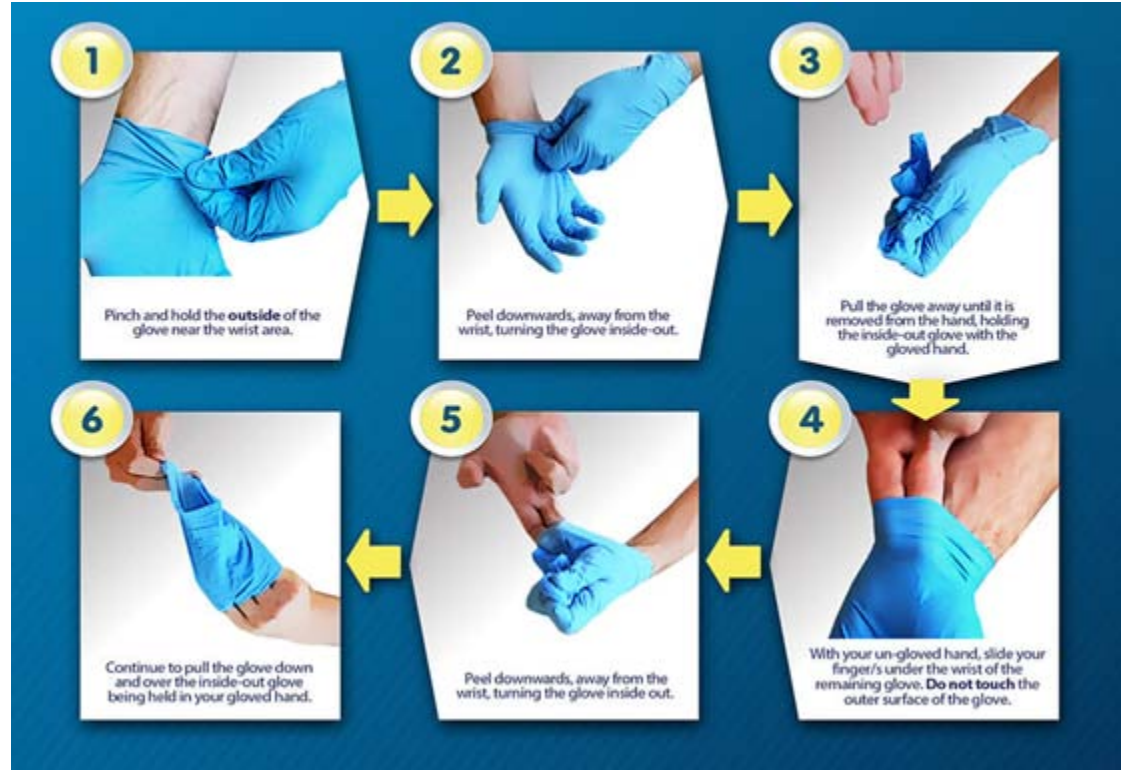 1
Pinch and hold the outside of the
glove near the wrist area.
2
Peel downwards, away from the
wrist, turning the glove inside-out.
3
Pull the glove away until it is
removed from the hand, holding
the inside-out glove with the
gloved hand.
4
With your un-gloved hand, slide your
finger/s under the wrist of the
remaining glove. Do not touch the
outer surface of the glove.
5
Peel downwards, away from the
wrist, turning the glove inside out.
6
Continue to pull the glove down
and over the inside-out glove
being held in your gloved hand.